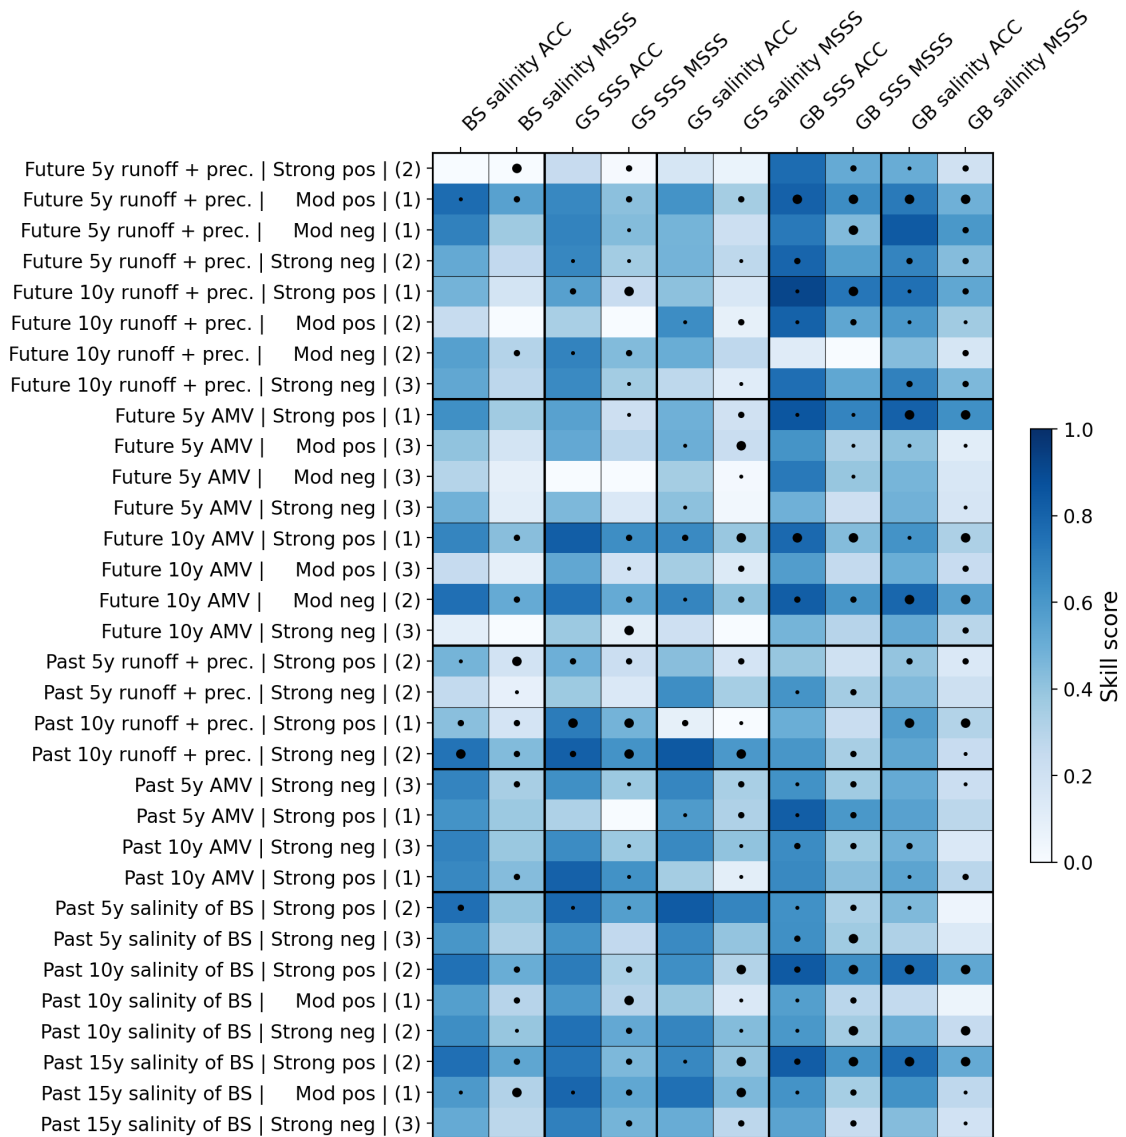 BS salinity ACC
BS salinity MSSS
GS SSS ACC
GS SSS MSSS
GS salinity ACC
GS salinity MSSS
GB SSS ACC
GB SSS MSSS
GB salinity ACC
GB salinity MSSS
Future 5y runoff + prec. | Strong pos | (2)
Future 5y runoff + prec. | Mod pos | (1)
Future 5y runoff + prec. | Mod neg | (1)
Future 5y runoff + prec. | Strong neg | (2)
Future 10y runoff + prec. | Strong pos | (1)
Future 10y runoff + prec. | Mod pos | (2)
Future 10y runoff + prec. | Mod neg | (2)
Future 10y runoff + prec. | Strong neg | (3)
Future 5y AMV | Strong pos | (1)
Future 5y AMV | Mod pos | (3)
Future 5y AMV | Mod neg | (3)
Future 5y AMV | Strong neg | (3)
Future 10y AMV | Strong pos | (1)
Future 10y AMV | Mod pos | (3)
Future 10y AMV | Mod neg | (2)
Future 10y AMV | Strong neg | (3)
Past 5y runoff + prec. | Strong pos | (2)
Past 5y runoff + prec. | Strong neg | (2)
Past 10y runoff + prec. | Strong pos | (1)
Past 10y runoff + prec. | Strong neg | (2)
Past 5y AMV | Strong neg | (3)
Past 5y AMV | Strong pos | (1)
Past 10y AMV | Strong neg | (3)
Past 10y AMV | Strong pos | (1)
Past 5y salinity of BS | Strong pos | (2)
Past 5y salinity of BS | Strong neg | (3)
Past 10y salinity of BS | Strong pos | (2)
Past 10y salinity of BS | Mod pos | (1)
Past 10y salinity of BS | Strong neg | (2)
Past 15y salinity of BS | Strong pos | (2)
Past 15y salinity of BS | Mod pos | (1)
Past 15y salinity of BS | Strong neg | (3)
1.0
0.8
0.6
0.4
0.2
0.0
Skill score